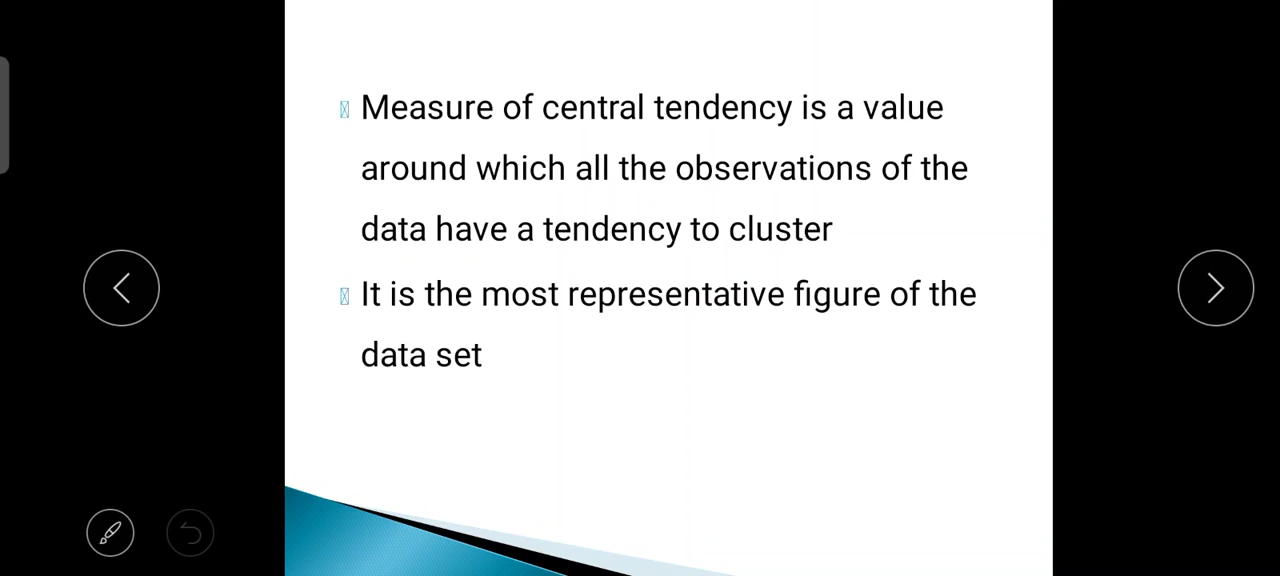 Measure of central tendency is a value
around which all the observations of the
data have a tendency to cluster
It is the most representative figure of the
data set